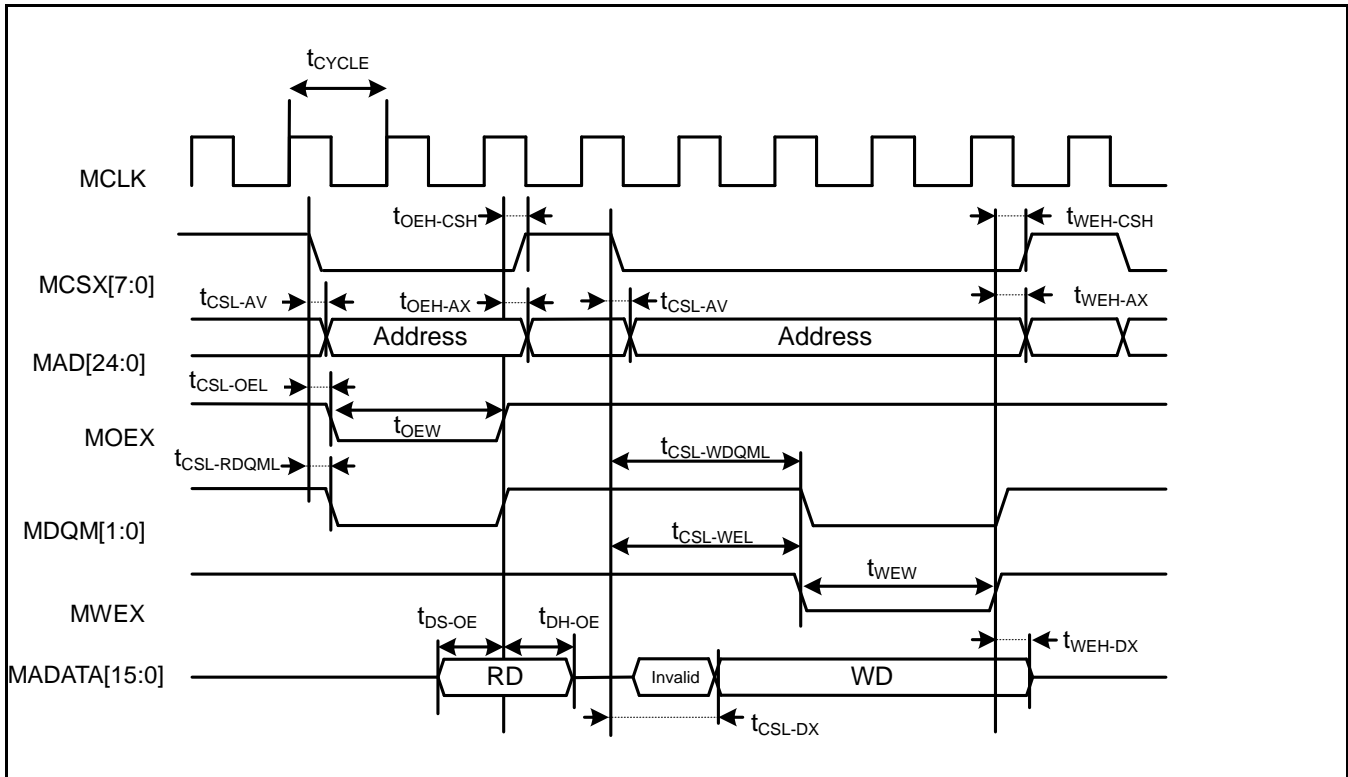 tCYCLE
MCLK
tOEH-CSH
tWEH-CSH
MCSX[7:0]
tCSL-AV
tOEH-AX
tCSL-AV
tWEH-AX
Address
Address
MAD[24:0]
tCSL-OEL
tOEW
MOEX
tCSL-RDQML
tCSL-WDQML
MDQM[1:0]
tCSL-WEL
tWEW
MWEX
tDS-OE
tDH-OE
tWEH-DX
MADATA[15:0]
RD
Invalid
WD
tCSL-DX